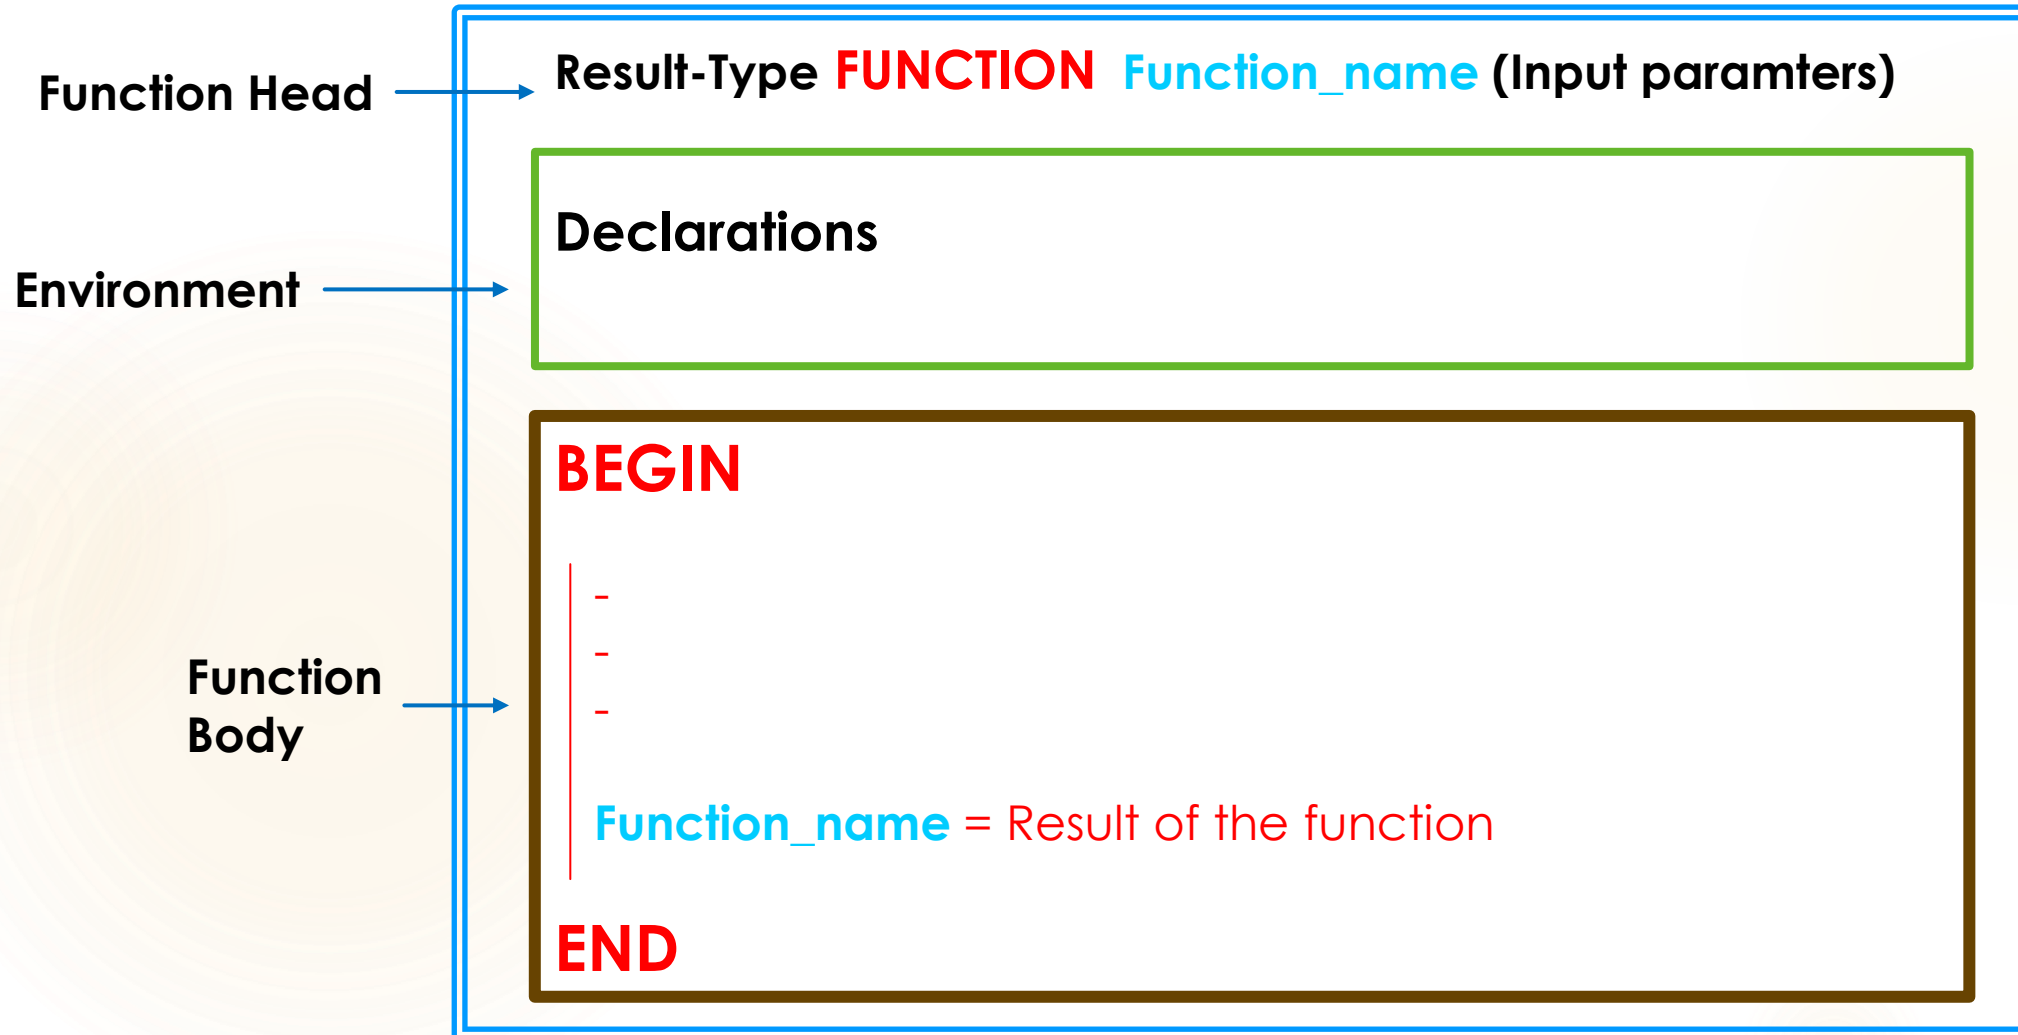 Function Head
Result-Type FUNCTION Function_name (Input paramters)
Environment
Declarations
Function
Body
BEGIN
-
-
-
Function_name = Result of the function
END